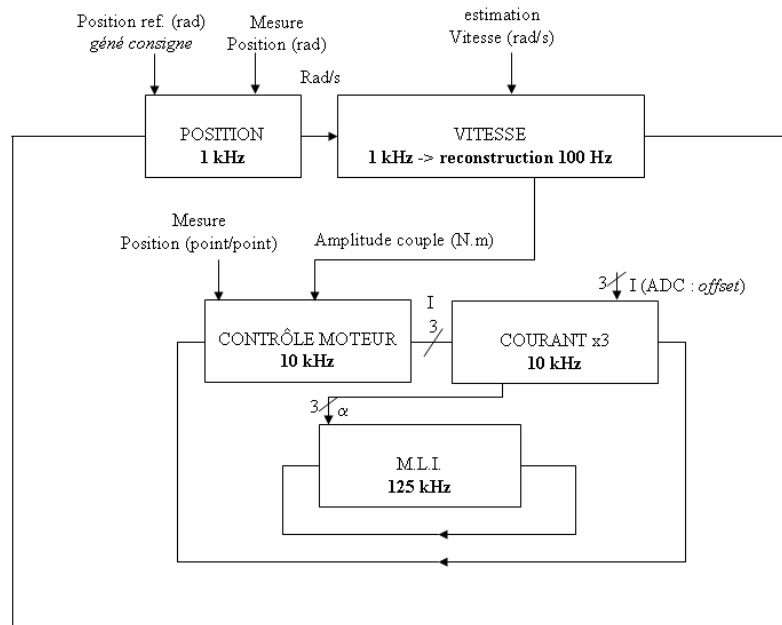 Position ref. (rad)
géné consigne
Mesure
Position (rad)
estimation
Vitesse (rad/s)
Rad/s
POSITION
1 kHz
VITESSE
1 kHz -> reconstruction 100 Hz
Mesure
Position (point/point)
Amplitude couple (N.m)
I
3
3
I (ADC : offset)
CONTRÔLE MOTEUR
10 kHz
COURANT x3
10 kHz
3
α
M.L.I.
125 kHz